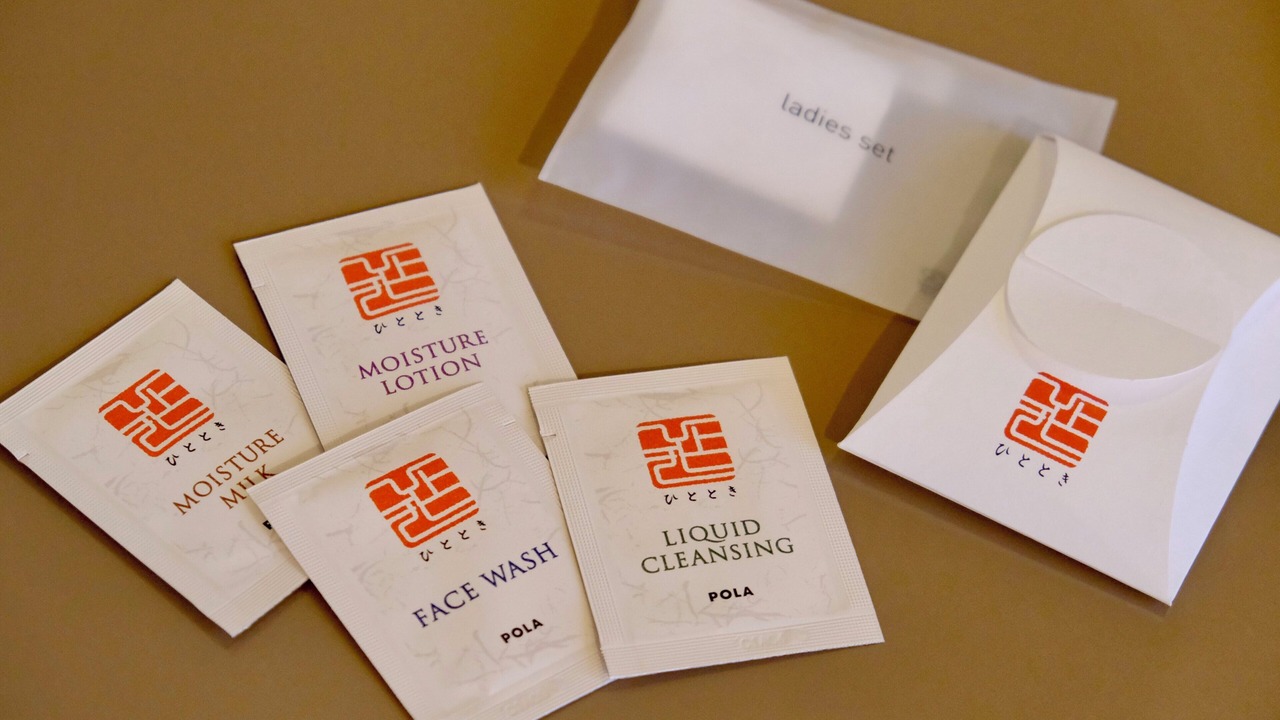 ladies set
ひととき
MOISTURE
LOTION
ひととき
MOISTURE
MILK
ひととき
FACE WASH
POLA
ひととき
LIQUID
CLEANSING
POLA
ひととき